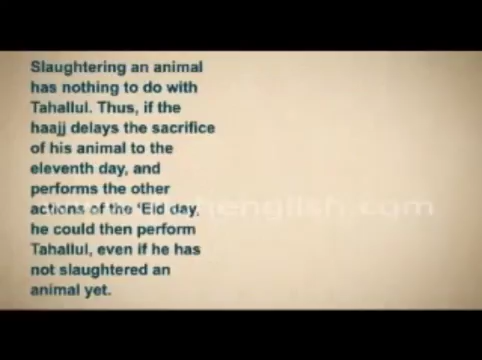 Slaughtering an animal
has nothing to do with
Tahallul. Thus, if the
haajj delays the sacrifice
of his animal to the
eleventh day, and
performs the other
actions of the ‘Eid day,
he could then perform
Tahallul, even if he has
not slaughtered an
animal yet.